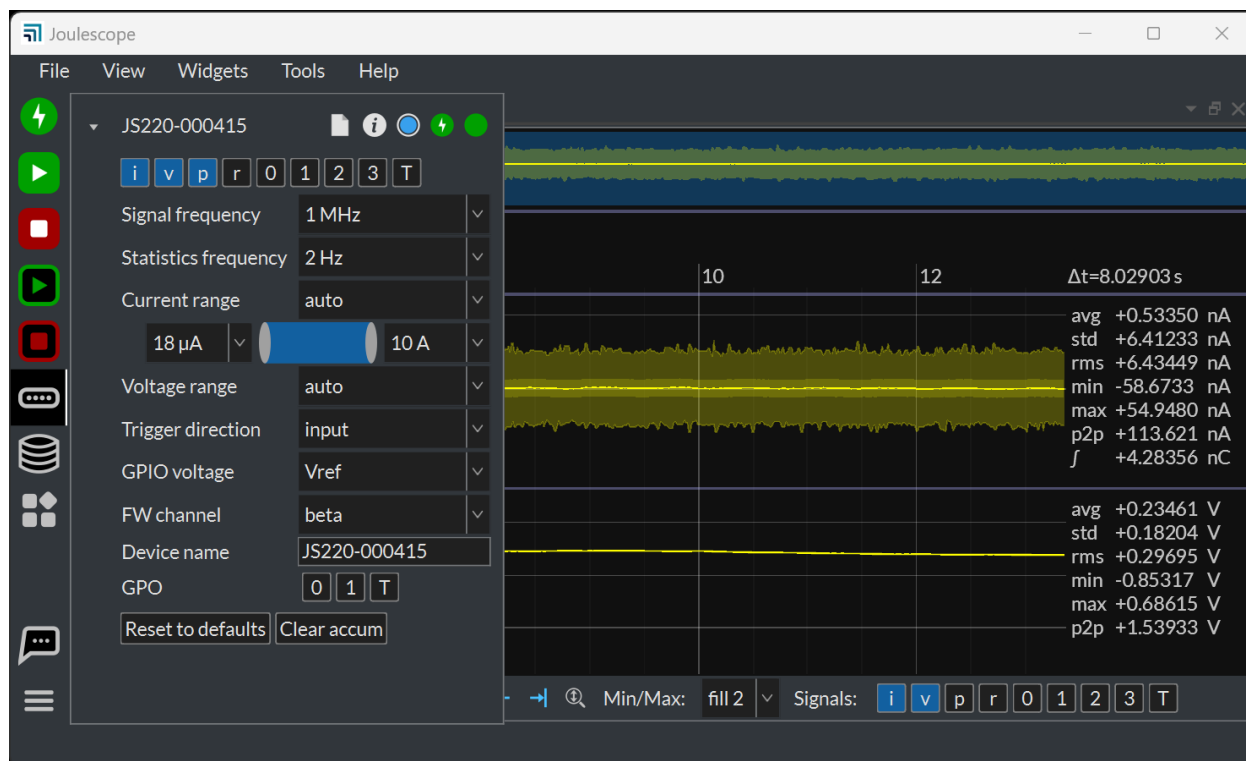 Joulescope
File View Widgets Tools Help
JS220-000415
i v p r 0 1 2 3 T
Signal frequency 1 MHz
Statistics frequency 2 Hz
Current range auto
18 µA 10 A
Voltage range auto
Trigger direction input
GPIO voltage Vref
FW channel beta
Device name JS220-000415
GPO 0 1 T
Reset to defaults Clear accum
10 12 Δt=8.02903 s
avg +0.53350 nA
std +6.41233 nA
rms +6.43449 nA
min -58.6733 nA
max +54.9480 nA
p2p +113.621 nA
∫ +4.28356 nC
avg +0.23461 V
std +0.18204 V
rms +0.29695 V
min -0.85317 V
max +0.68615 V
p2p +1.53933 V
Min/Max: fill 2 Signals: i v p r 0 1 2 3 T